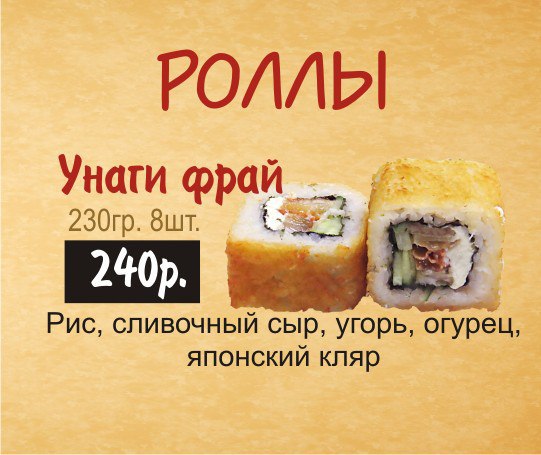 РОЛЛЫ
Унаги фрай
230гр. 8шт.
240р.
Рис, сливочный сыр, угорь, огурец,
японский кляр